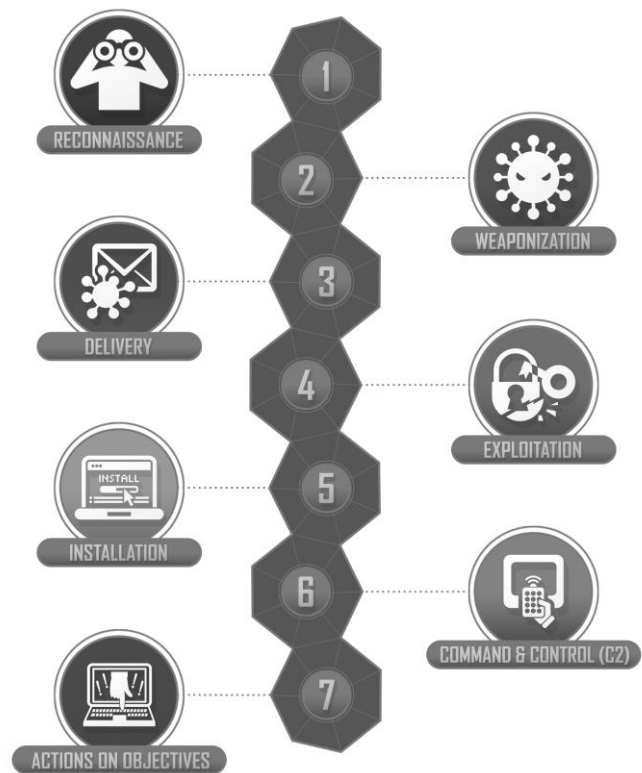 1
RECONNAISSANCE
2
WEAPONIZATION
3
DELIVERY
4
EXPLOITATION
5
INSTALL
INSTALLATION
6
COMMAND & CONTROL (C2)
7
ACTIONS ON OBJECTIVES